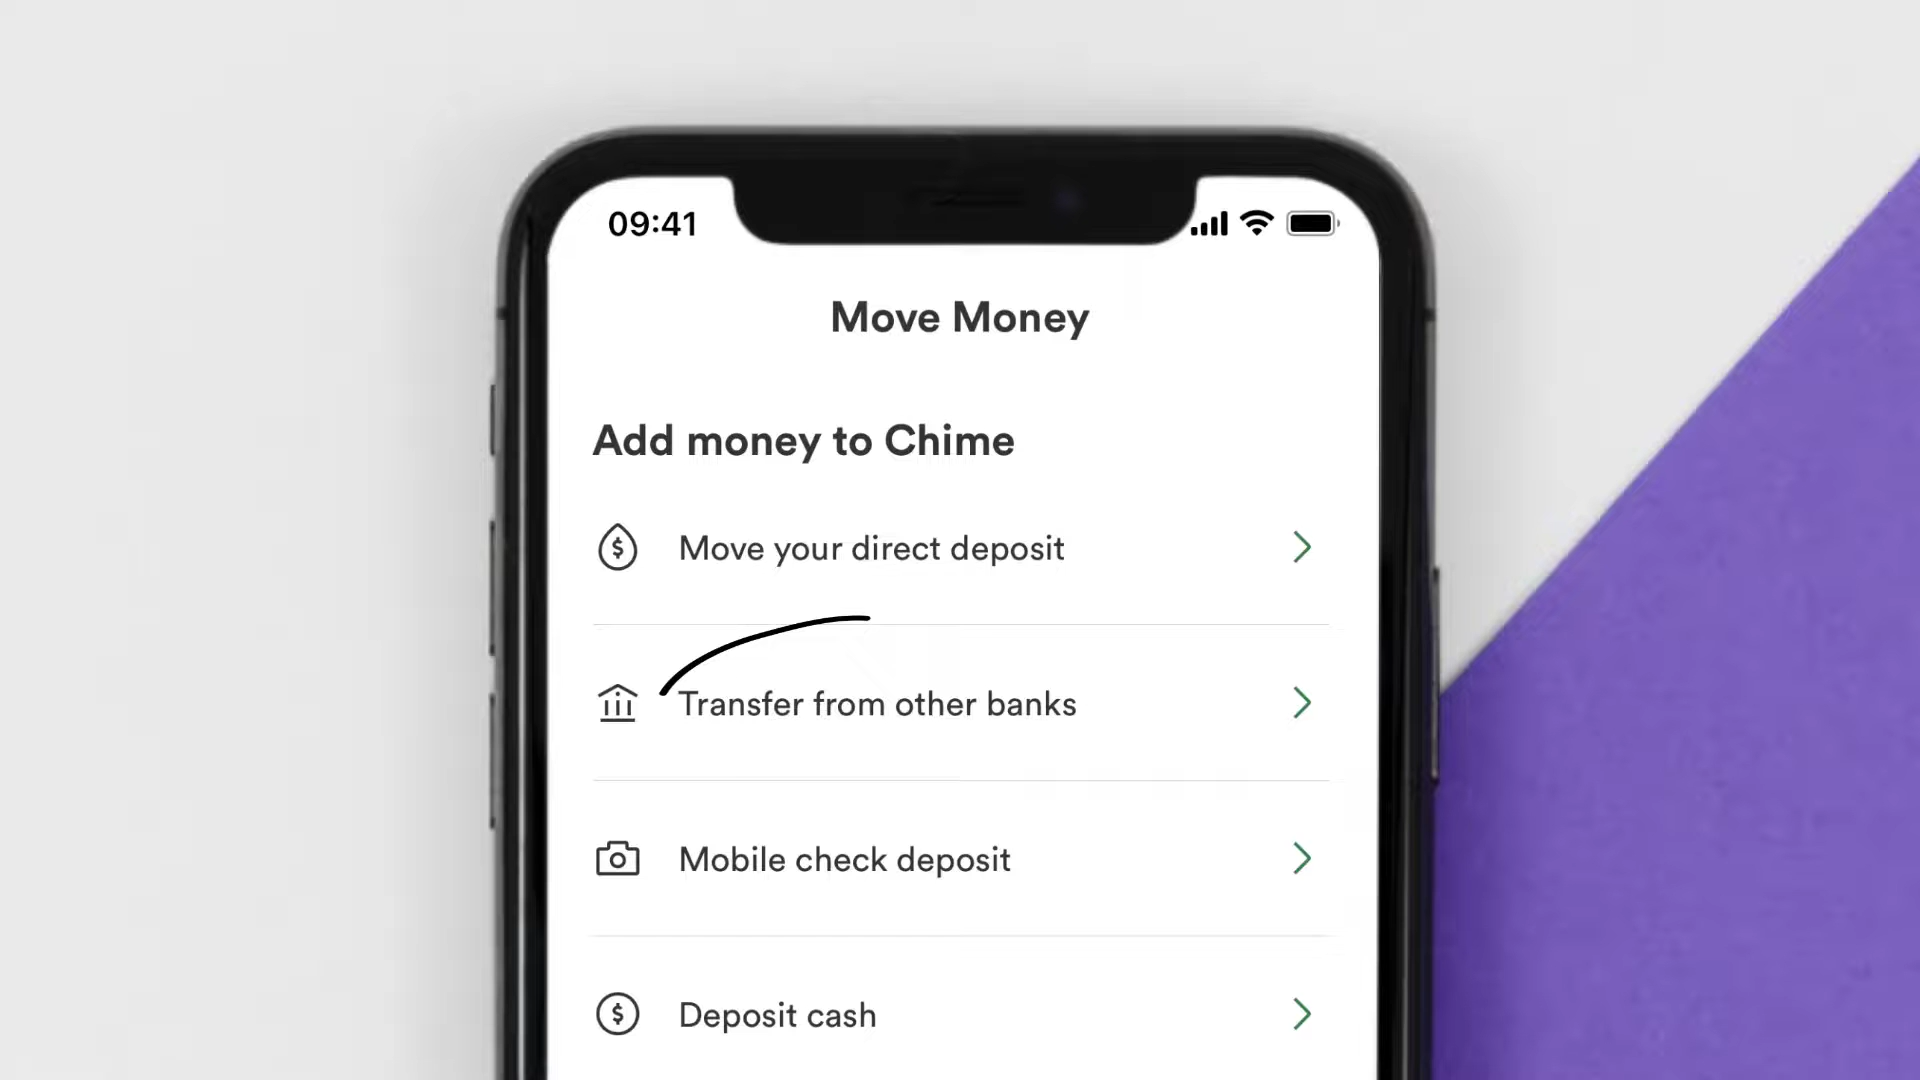 09:41
Move Money
Add money to Chime
Move your direct deposit
Transfer from other banks
Mobile check deposit
Deposit cash